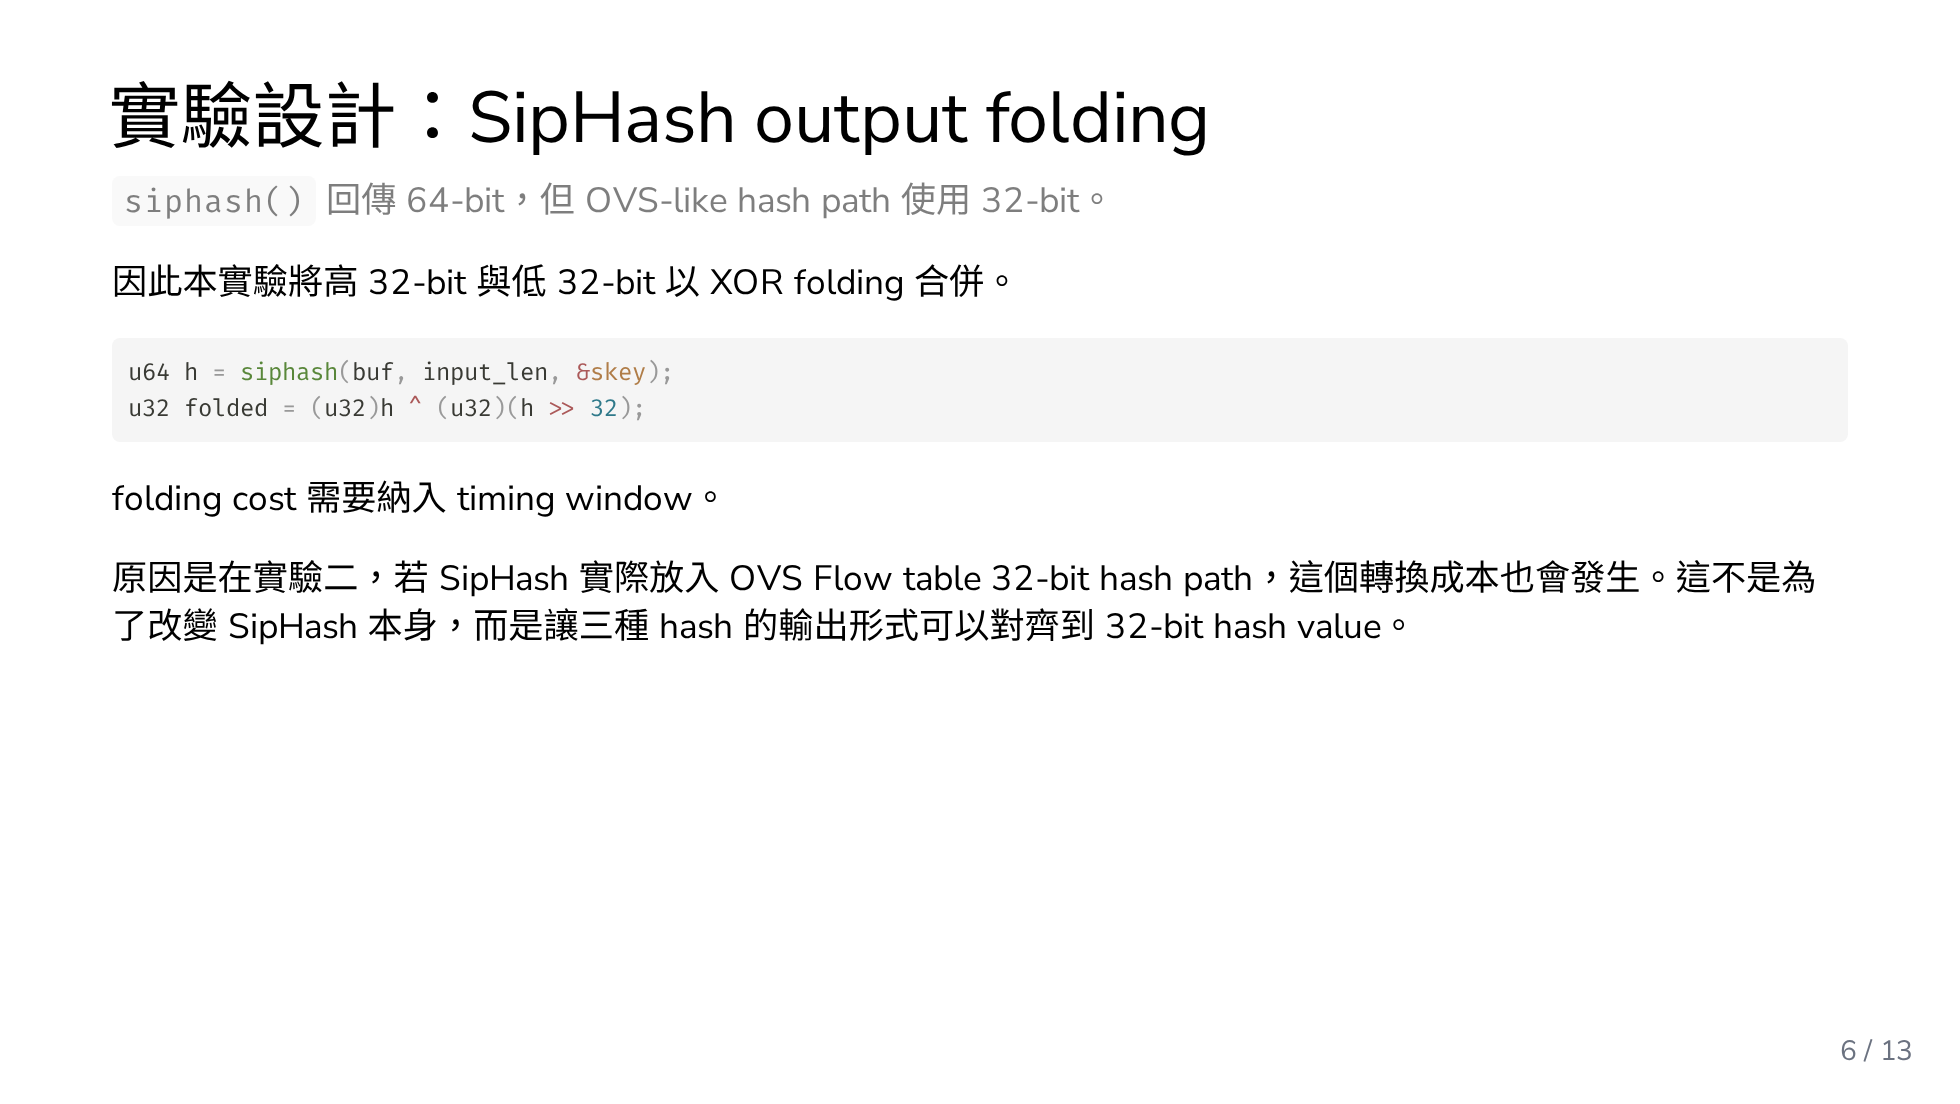 實驗設計：SipHash output folding
siphash() 回傳 64-bit，但 OVS-like hash path 使用 32-bit。
因此本實驗將高 32-bit 與低 32-bit 以 XOR folding 合併。
u64 h = siphash(buf, input_len, &skey);
u32 folded = (u32)h ^ (u32)(h >> 32);
folding cost 需要納入 timing window。
原因是在實驗二，若 SipHash 實際放入 OVS Flow table 32-bit hash path，這個轉換成本也會發生。這不是為
了改變 SipHash 本身，而是讓三種 hash 的輸出形式可以對齊到 32-bit hash value。
6 / 13